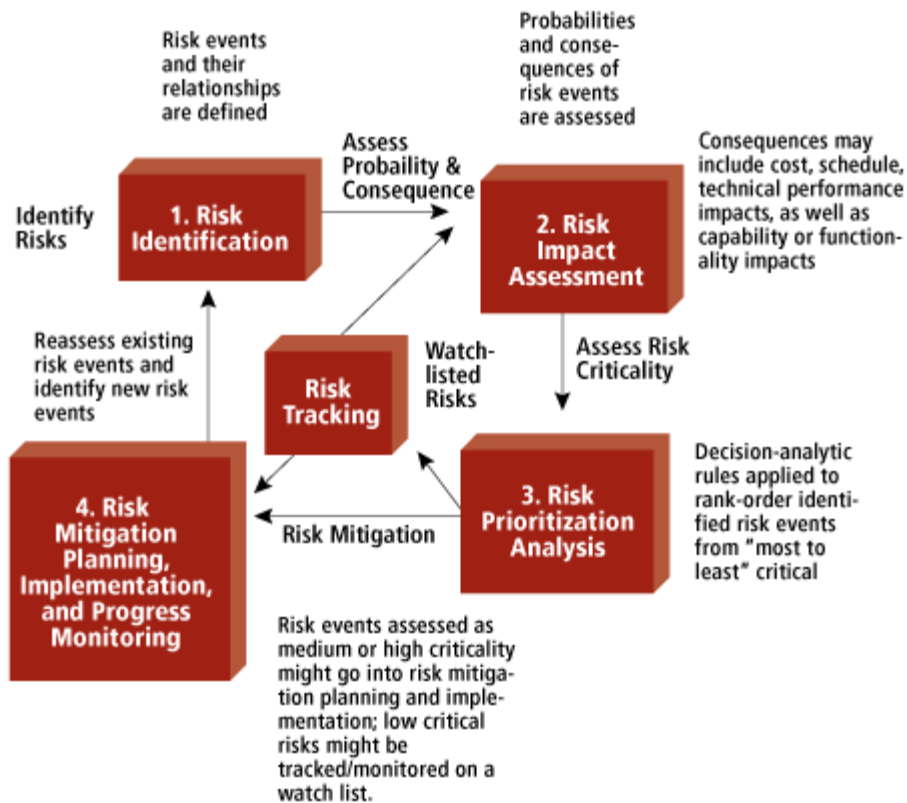 Risk events
and their
relationships
are defined
Probabilities
and conse-
quences of
risk events
are assessed
Assess
Probaility &
Consequence
Consequences may
include cost, schedule,
technical performance
impacts, as well as
capability or function-
ality impacts
Identify
Risks
1. Risk
Identification
2. Risk
Impact
Assessment
Reassess existing
risk events and
identify new risk
events
Risk
Tracking
Watch-
listed
Risks
Assess Risk
Criticality
4. Risk
Mitigation
Planning,
Implementation,
and Progress
Monitoring
Risk Mitigation
3. Risk
Prioritization
Analysis
Decision-analytic
rules applied to
rank-order identi-
fied risk events
from "most to
least" critical
Risk events assessed as
medium or high criticality
might go into risk mitiga-
tion planning and imple-
mentation; low critical
risks might be
tracked/monitored on a
watch list.